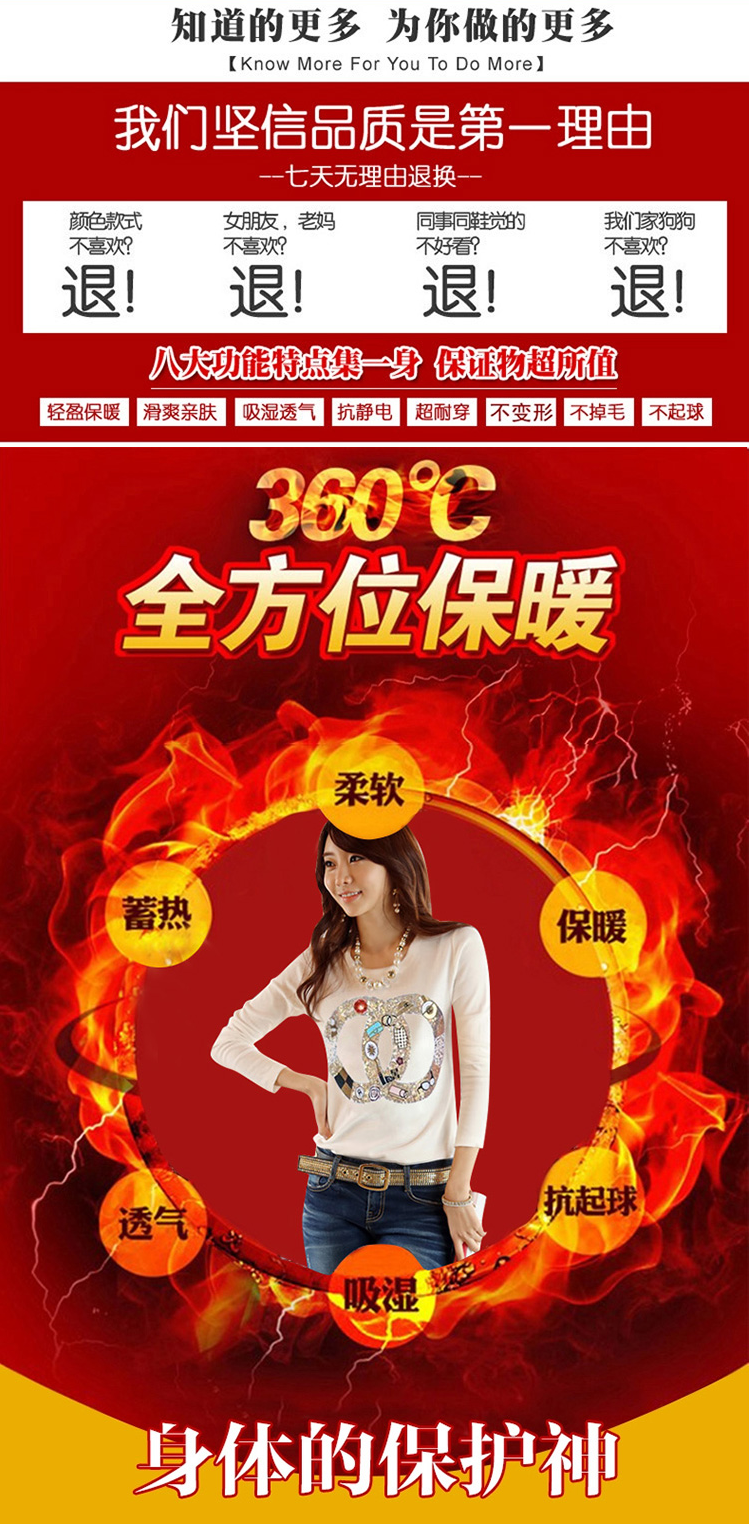 知道的更多 为你做的更多
【Know More For You To Do More】
我们坚信品质是第一理由
--七天无理由退换--
颜色款式
不喜欢?
退!
女朋友，老妈
不喜欢?
退!
同事同鞋觉的
不好看?
退!
我们家狗狗
不喜欢?
退!
八大功能特点集一身 保证物超所值
轻盈保暖 滑爽亲肤 吸湿透气 抗静电 超耐穿 不变形 不掉毛 不起球
360℃
全方位保暖
柔软
蓄热
保暖
透气
抗起球
吸湿
身体的保护神